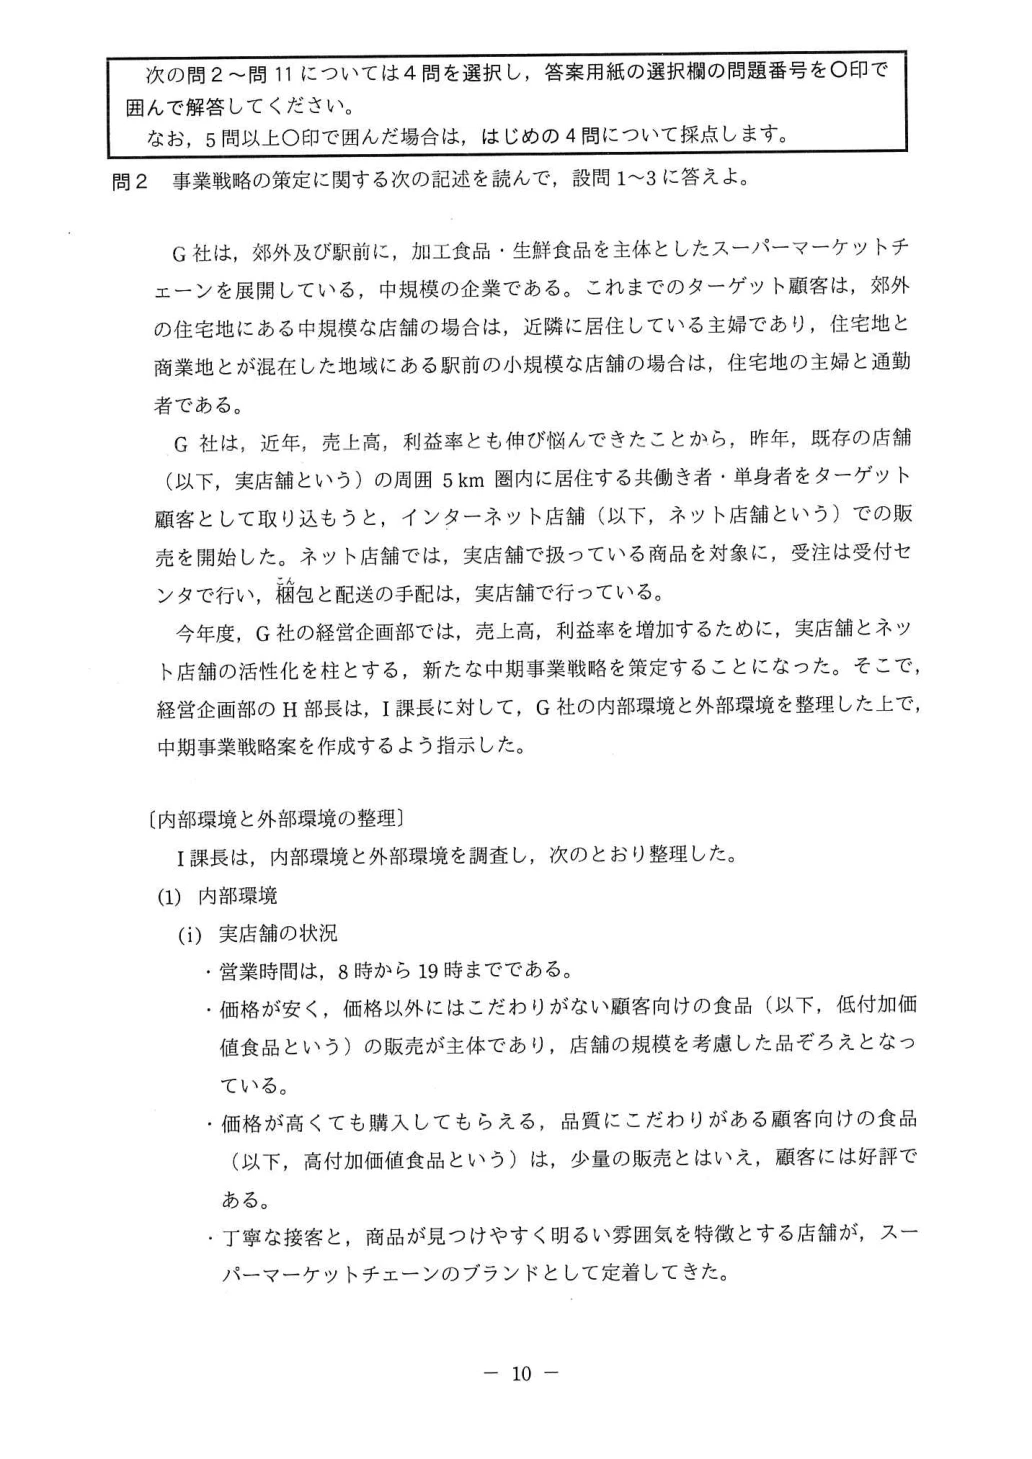 次の問２～問 11 については４問を選択し，答案用紙の選択欄の問題番号を〇印で
囲んで解答してください。
なお，５問以上〇印で囲んだ場合は，はじめの４問について採点します。
問２　事業戦略の策定に関する次の記述を読んで，設問 1～3 に答えよ。
G 社は，郊外及び駅前に，加工食品・生鮮食品を主体としたスーパーマーケットチ
ェーンを展開している，中規模の企業である。これまでのターゲット顧客は，郊外
の住宅地にある中規模な店舗の場合は，近隣に居住している主婦であり，住宅地と
商業地とが混在した地域にある駅前の小規模な店舗の場合は，住宅地の主婦と通勤
者である。
G 社は，近年，売上高，利益率とも伸び悩んできたことから，昨年，既存の店舗
（以下，実店舗という）の周囲 5 km 圏内に居住する共働き者・単身者をターゲット
顧客として取り込もうと，インターネット店舗（以下，ネット店舗という）での販
売を開始した。ネット店舗では，実店舗で扱っている商品を対象に，受注は受付セ
こん
ンタで行い，梱包と配送の手配は，実店舗で行っている。
今年度，G 社の経営企画部では，売上高，利益率を増加するために，実店舗とネッ
ト店舗の活性化を柱とする，新たな中期事業戦略を策定することになった。そこで，
経営企画部の H 部長は，I 課長に対して，G 社の内部環境と外部環境を整理した上で，
中期事業戦略案を作成するよう指示した。
〔内部環境と外部環境の整理〕
I 課長は，内部環境と外部環境を調査し，次のとおり整理した。
(1) 内部環境
(i) 実店舗の状況
・営業時間は，8 時から 19 時までである。
・価格が安く，価格以外にはこだわりがない顧客向けの食品（以下，低付加価
値食品という）の販売が主体であり，店舗の規模を考慮した品ぞろえとなっ
ている。
・価格が高くても購入してもらえる，品質にこだわりがある顧客向けの食品
（以下，高付加価値食品という）は，少量の販売とはいえ，顧客には好評で
ある。
・丁寧な接客と，商品が見つけやすく明るい雰囲気を特徴とする店舗が，スー
パーマーケットチェーンのブランドとして定着してきた。
－ 10 －